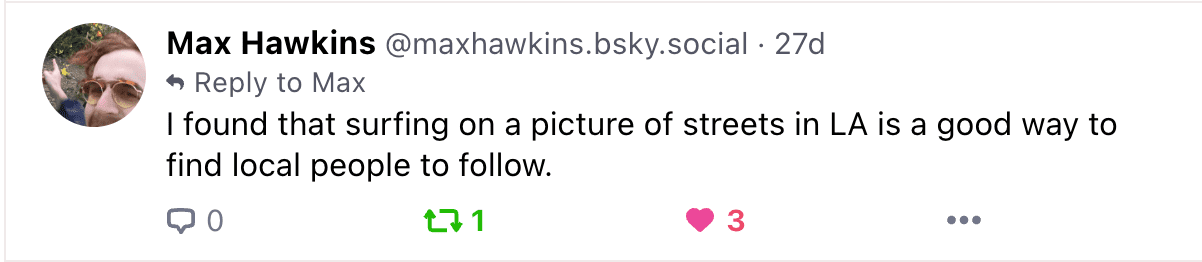 Max Hawkins @maxhawkins.bsky.social · 27d
Reply to Max
I found that surfing on a picture of streets in LA is a good way to
find local people to follow.
0 1 3